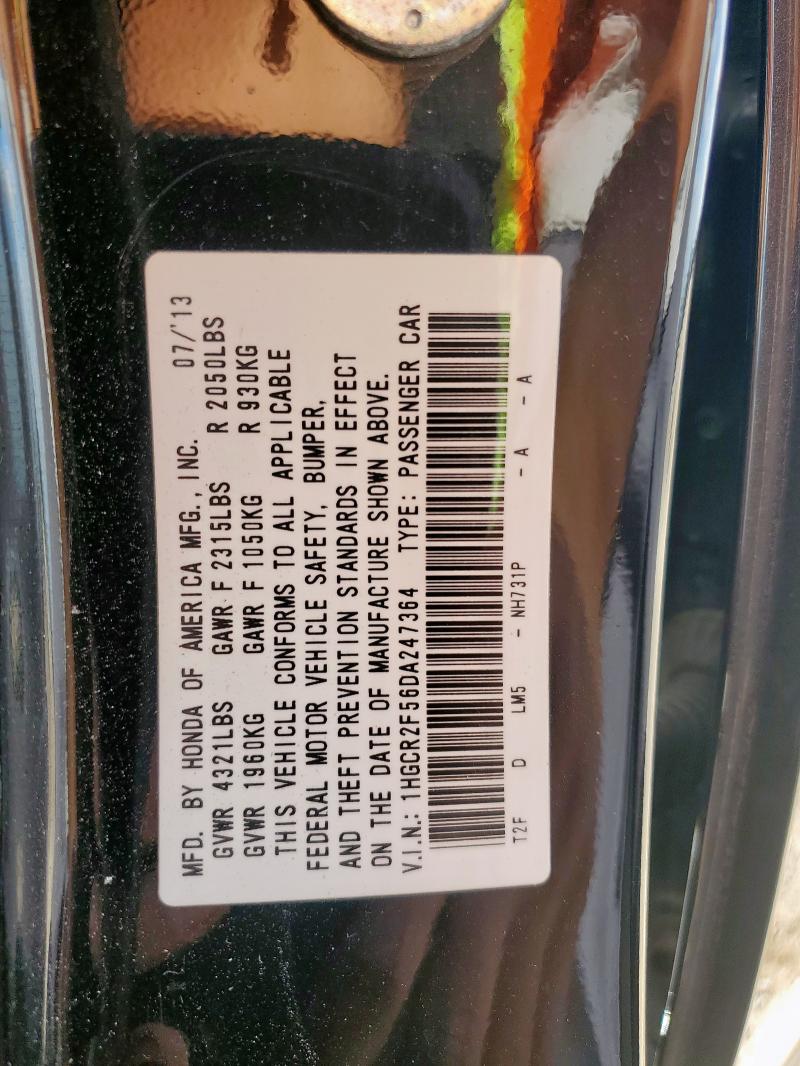 MFD. BY HONDA OF AMERICA MFG., INC. 07/'13
GVWR 4321LBS GAWR F 2315LBS R 2050LBS
GVWR 1960KG GAWR F 1050KG R 930KG
THIS VEHICLE CONFORMS TO ALL APPLICABLE
FEDERAL MOTOR VEHICLE SAFETY, BUMPER,
AND THEFT PREVENTION STANDARDS IN EFFECT
ON THE DATE OF MANUFACTURE SHOWN ABOVE.
V.I.N.: 1HGCR2F56DA247364 TYPE: PASSENGER CAR
T2F D LM5 - NH731P - A - A